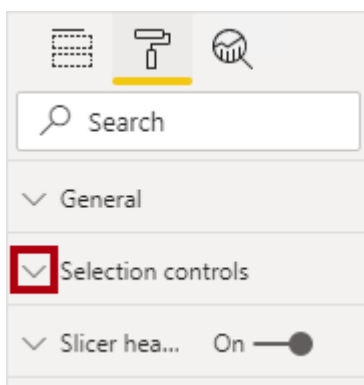 Search
General
Selection controls
Slicer hea... On